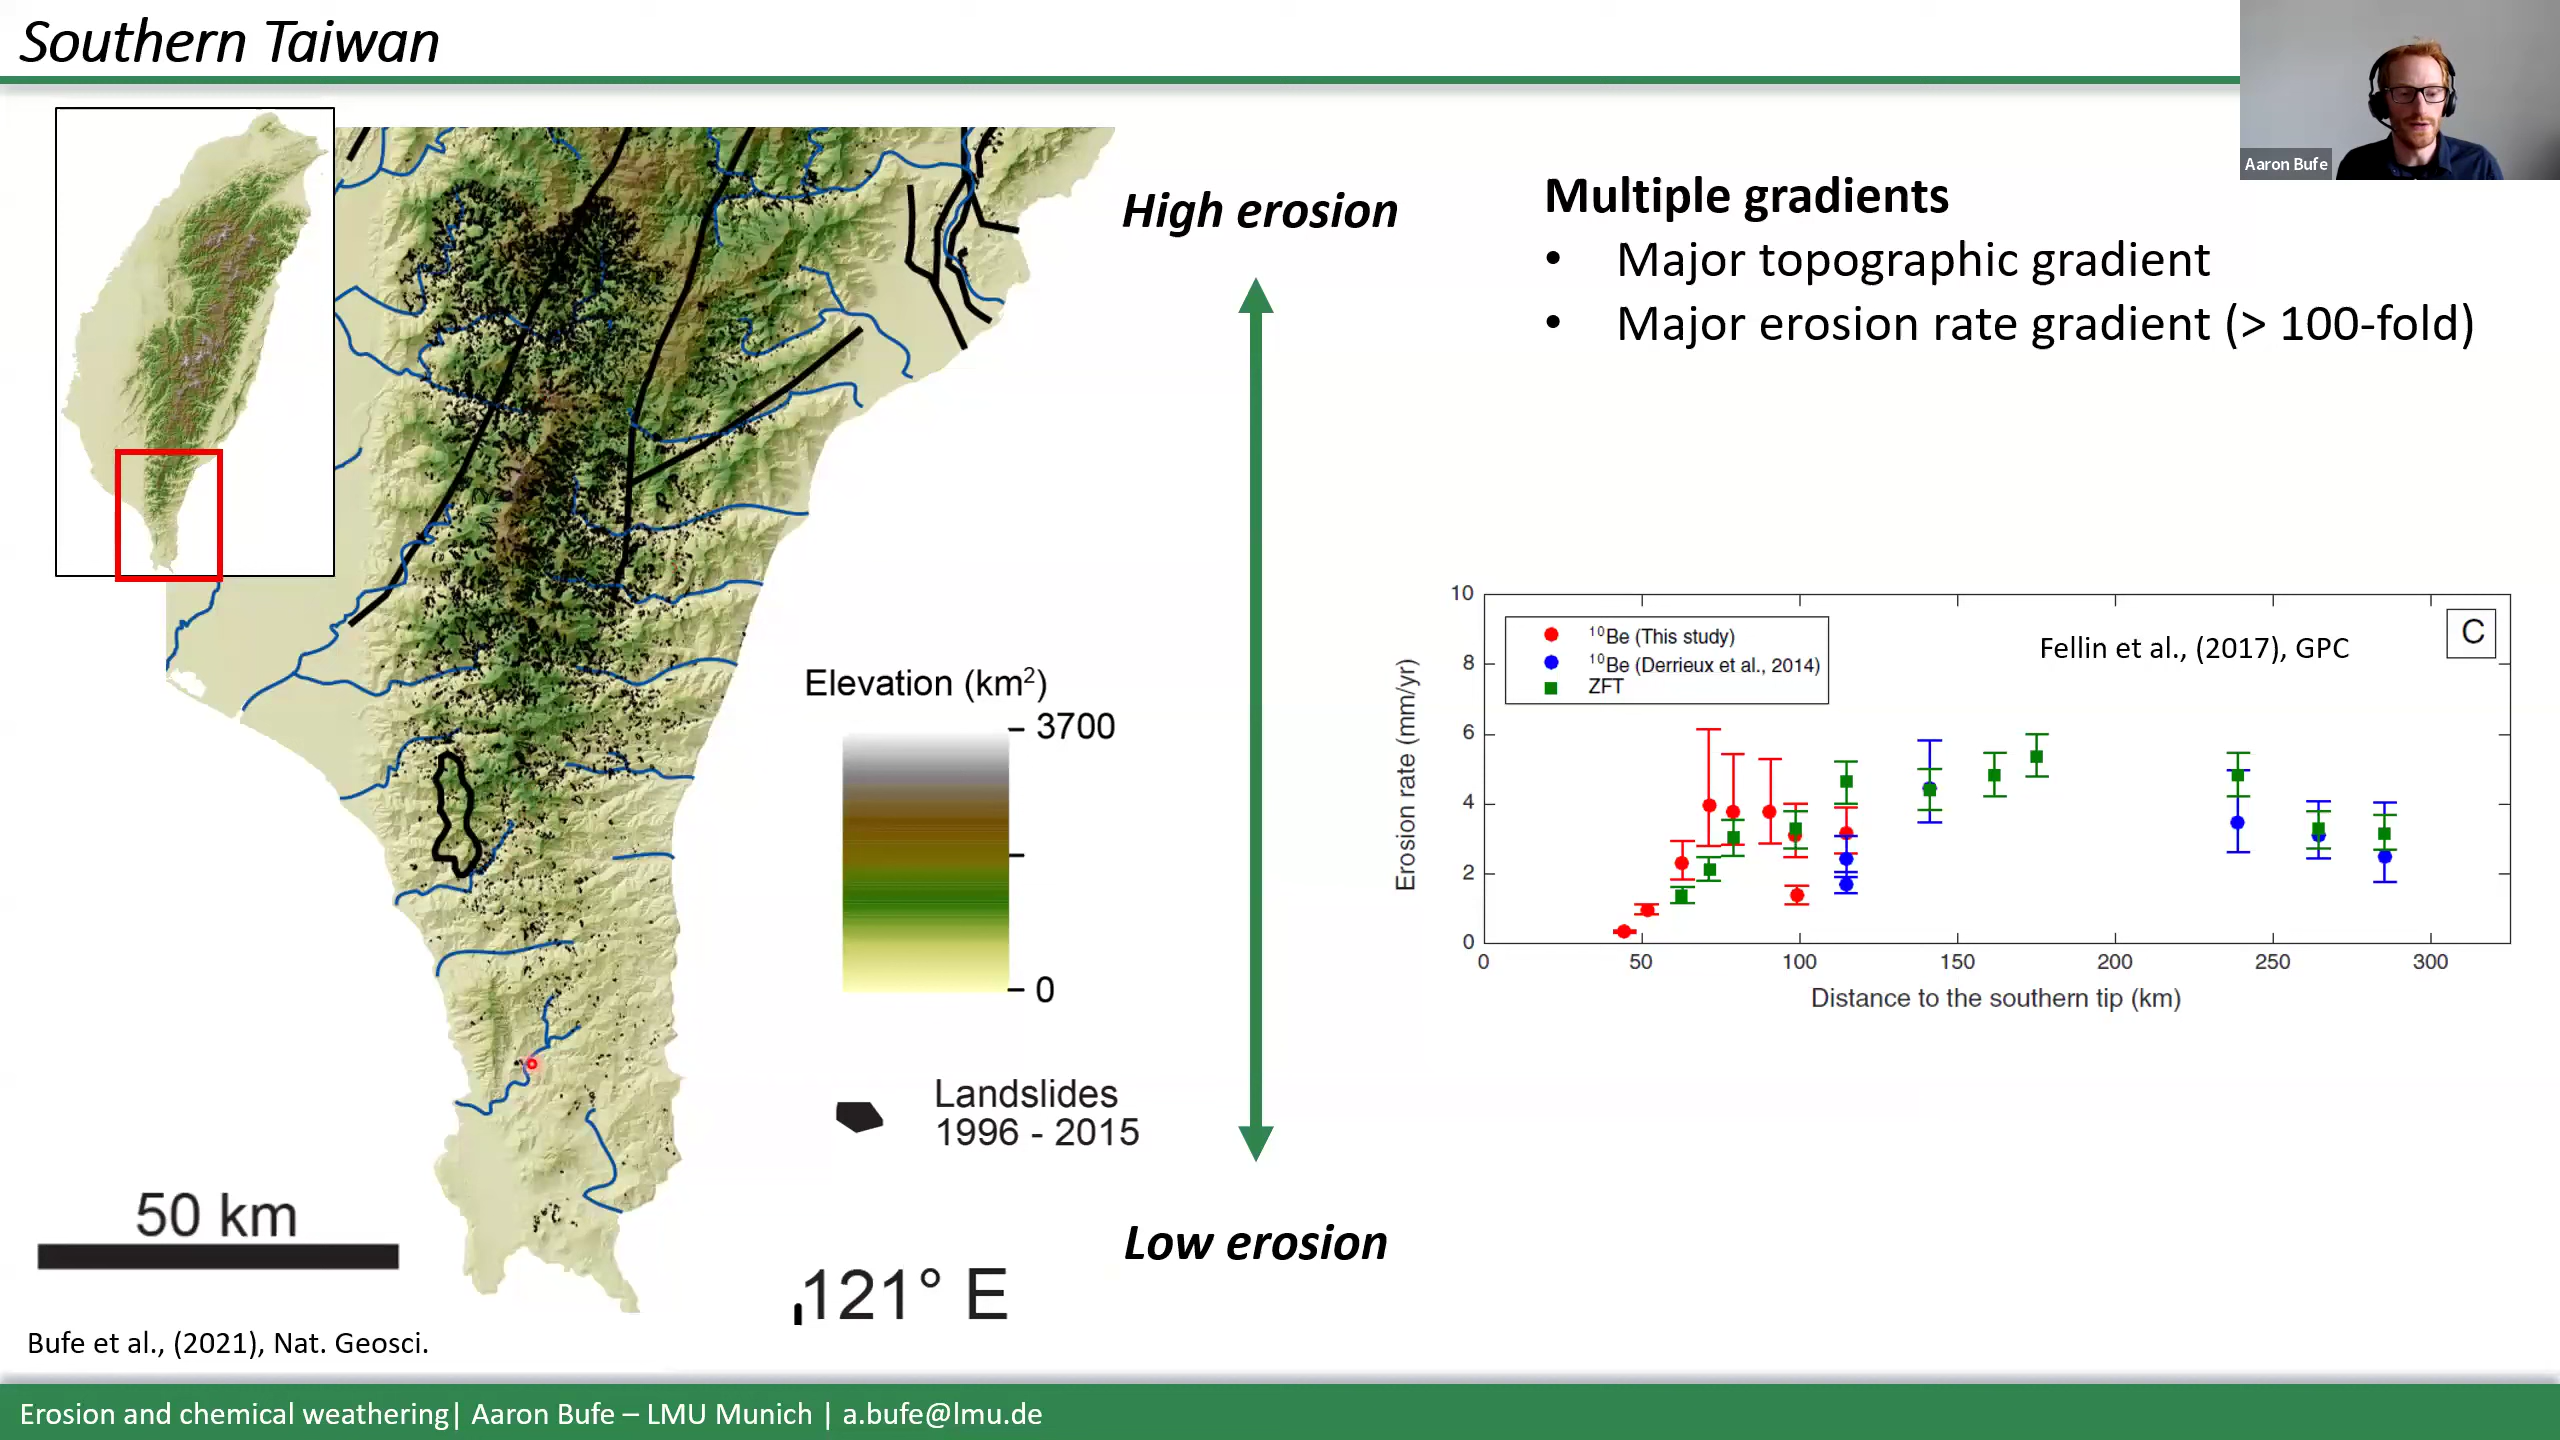 Southern Taiwan
Aaron Bufe
High erosion
Multiple gradients
• Major topographic gradient
• Major erosion rate gradient (> 100-fold)
Elevation (km²)
3700
0
Landslides
1996 - 2015
50 km
121° E
Low erosion
Bufe et al., (2021), Nat. Geosci.
10
8
6
4
2
0
Erosion rate (mm/yr)
¹⁰Be (This study)
¹⁰Be (Derrieux et al., 2014)
ZFT
Fellin et al., (2017), GPC
C
0 50 100 150 200 250 300
Distance to the southern tip (km)
Erosion and chemical weathering| Aaron Bufe – LMU Munich | a.bufe@lmu.de